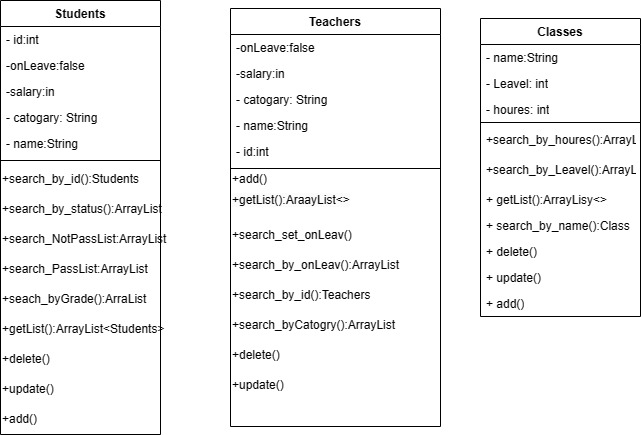 Students
- id:int
-onLeave:false
-salary:in
- catogary: String
- name:String
+search_by_id():Students
+search_by_status():ArrayList
+search_NotPassList:ArrayList
+search_PassList:ArrayList
+seach_byGrade():ArraList
+getList():ArrayList<Students>
+delete()
+update()
+add()
Teachers
-onLeave:false
-salary:in
- catogary: String
- name:String
- id:int
+add()
+getList():AraayList<>
+search_set_onLeav()
+search_by_onLeav():ArrayList
+search_by_id():Teachers
+search_byCatogry():ArrayList
+delete()
+update()
Classes
- name:String
- Leavel: int
- houres: int
+search_by_houres():ArrayL
+search_by_Leavel():ArrayL
+ getList():ArrayLisy<>
+ search_by_name():Class
+ delete()
+ update()
+ add()